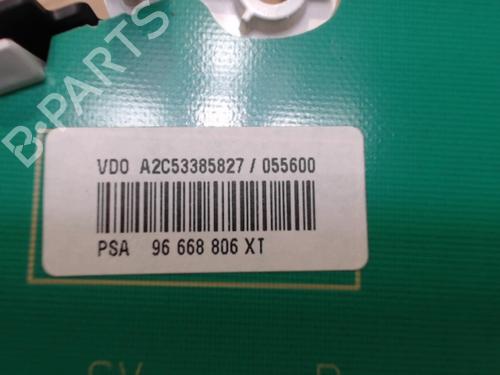 VDO A2C53385827 / 055600
PSA 96 668 806 XT
B-PARTS